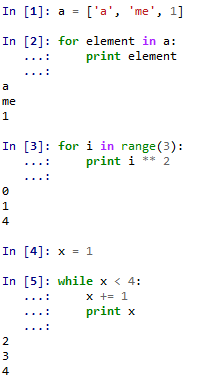 In [1]: a = ['a', 'me', 1]
In [2]: for element in a:
   ...:     print element
   ...:
a
me
1
In [3]: for i in range(3):
   ...:     print i ** 2
   ...:
0
1
4
In [4]: x = 1
In [5]: while x < 4:
   ...:     x += 1
   ...:     print x
   ...:
2
3
4